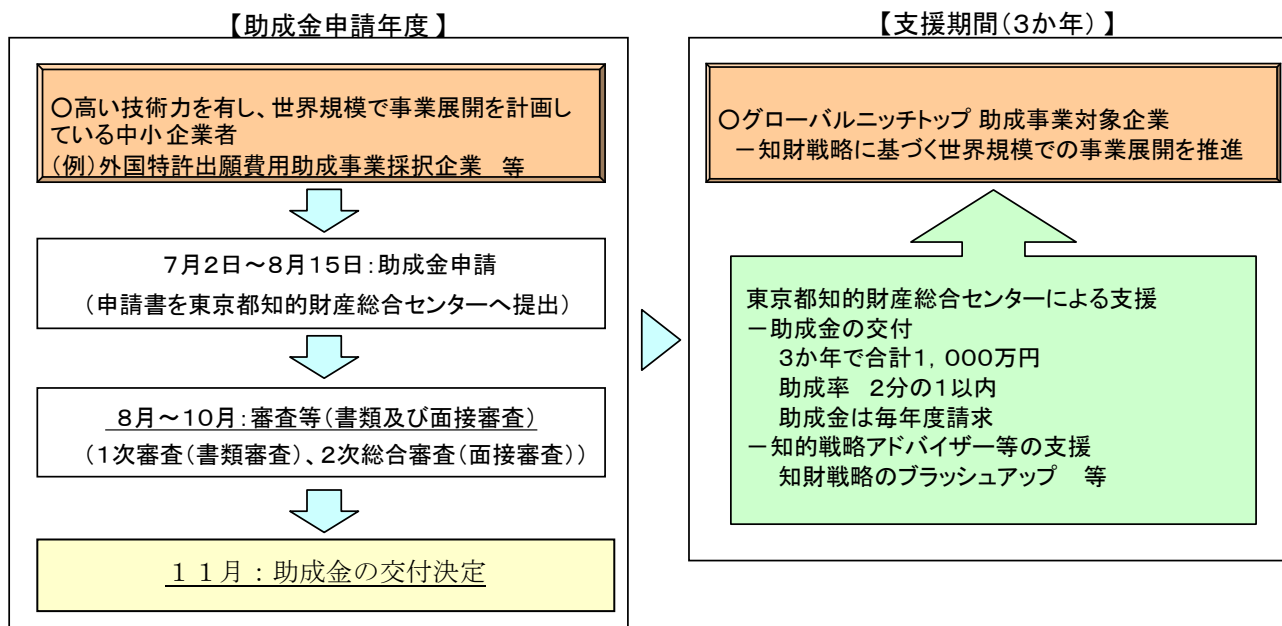 【助成金申請年度】
○高い技術力を有し、世界規模で事業展開を計画し
ている中小企業者
(例)外国特許出願費用助成事業採択企業　等
7月2日～8月15日:助成金申請
(申請書を東京都知的財産総合センターへ提出)
8月～10月:審査等(書類及び面接審査)
(1次審査(書類審査)、2次総合審査(面接審査))
１１月：助成金の交付決定
【支援期間(3か年)】
○グローバルニッチトップ 助成事業対象企業
－知財戦略に基づく世界規模での事業展開を推進
東京都知的財産総合センターによる支援
－助成金の交付
3か年で合計1，000万円
助成率　2分の1以内
助成金は毎年度請求
－知的戦略アドバイザー等の支援
知財戦略のブラッシュアップ　等